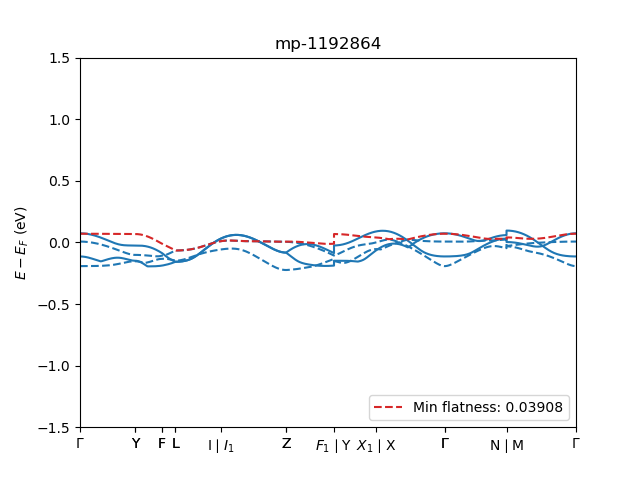 mp-1192864
E − E_F (eV)
1.5
1.0
0.5
0.0
−0.5
−1.0
−1.5
Min flatness: 0.03908
Γ Y F L I | I₁ Z F₁ | Y X₁ | X Γ N | M Γ